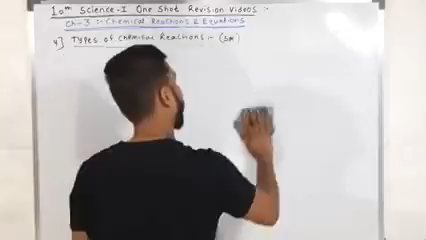 10th Science-I One Shot Revision Videos :-
Ch-3 :- Chemical Reactions & Equations
4] Types of Chemical Reactions :- (5M)